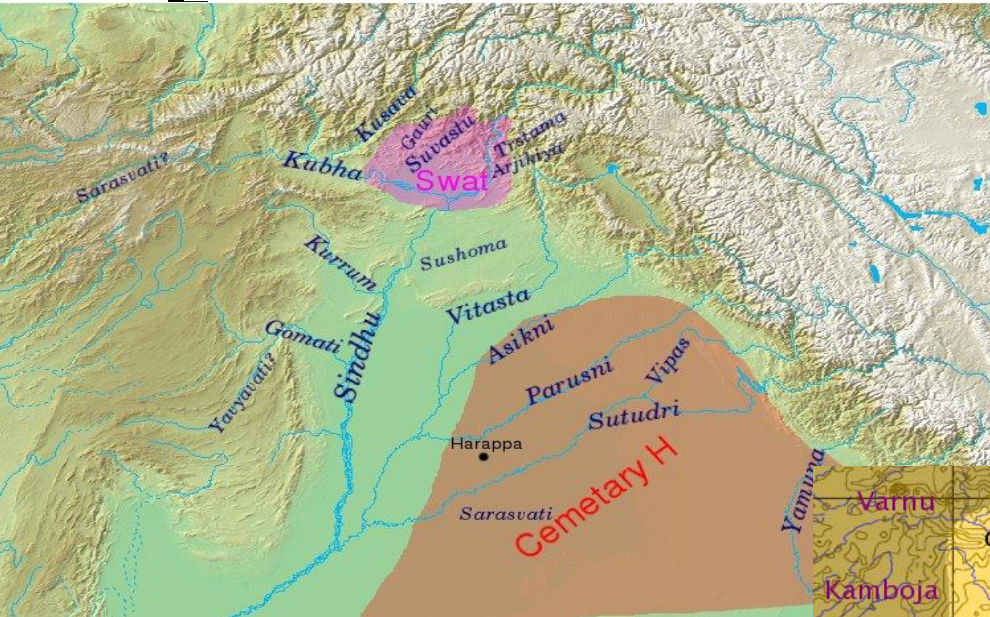 Kusava
Gauri
Suvastu
Trstama
Arjikiya
Kubha
Swat
Sarasvati?
Kurrum
Sushoma
Vitasta
Gomati
Sindhu
Asikni
Yavyavati?
Parusni
Vipas
Sutudri
Harappa
Cemetary H
Sarasvati
Yamuna
Varnu
Kamboja